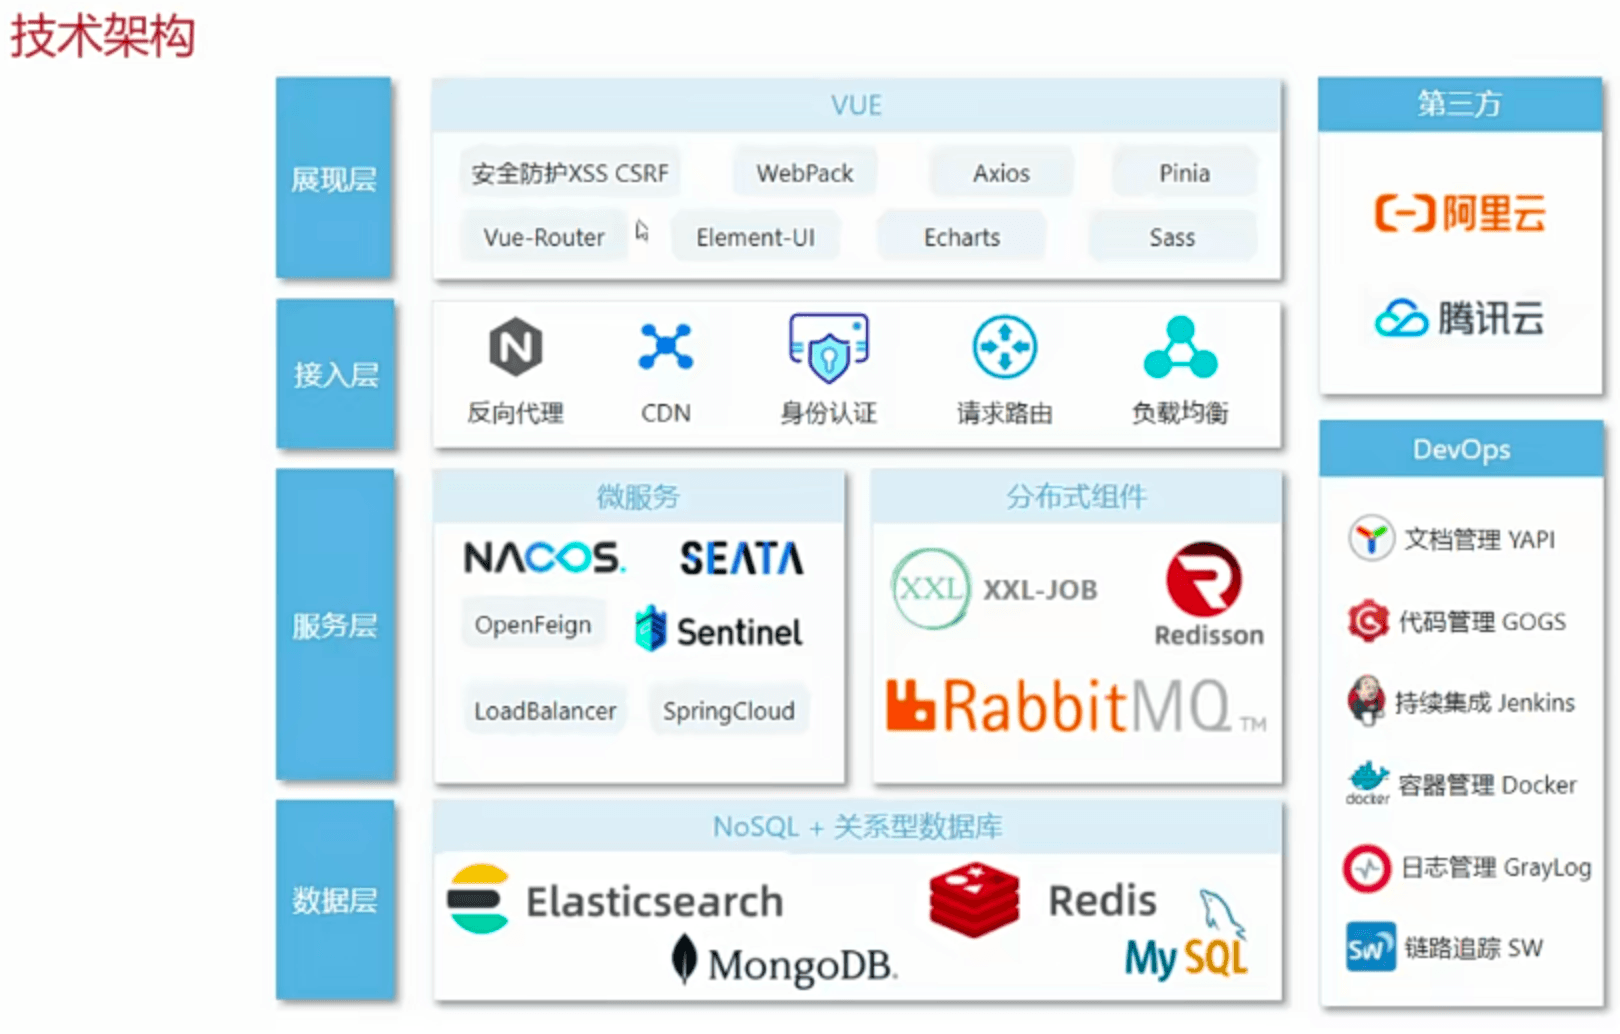 技术架构
展现层
VUE
安全防护XSS CSRF
WebPack
Axios
Pinia
Vue-Router
Element-UI
Echarts
Sass
接入层
N
反向代理
CDN
身份认证
请求路由
负载均衡
服务层
微服务
NACOS.
SEATA
OpenFeign
Sentinel
LoadBalancer
SpringCloud
分布式组件
XXL
XXL-JOB
Redisson
RabbitMQ TM
数据层
NoSQL + 关系型数据库
Elasticsearch
Redis
MongoDB.
MySQL
第三方
阿里云
腾讯云
DevOps
文档管理 YAPI
代码管理 GOGS
持续集成 Jenkins
docker
容器管理 Docker
日志管理 GrayLog
SW
链路追踪 SW